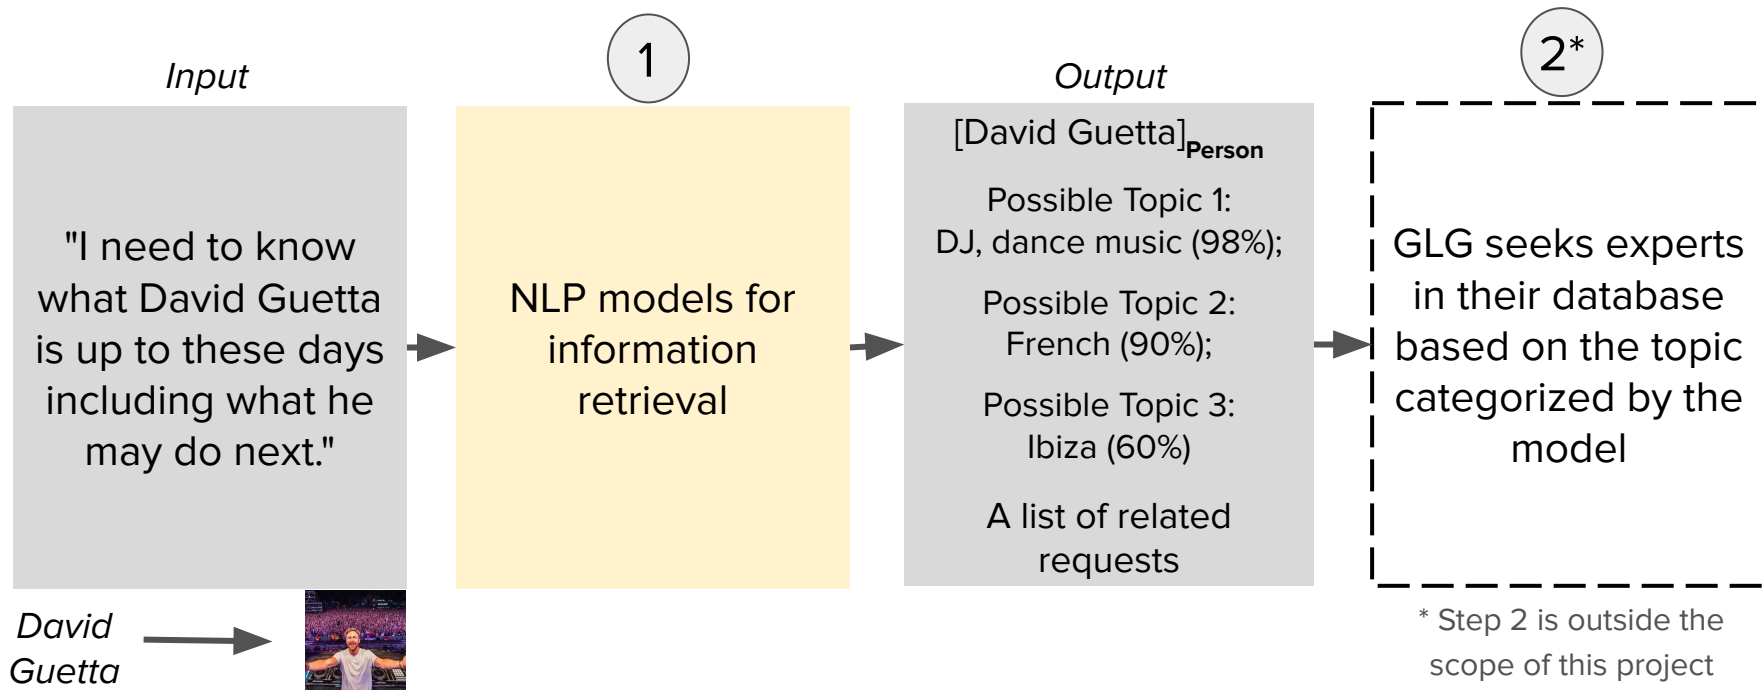 Input
"I need to know
what David Guetta
is up to these days
including what he
may do next."
David
Guetta
1
NLP models for
information
retrieval
Output
[David Guetta]Person
Possible Topic 1:
DJ, dance music (98%);
Possible Topic 2:
French (90%);
Possible Topic 3:
Ibiza (60%)
A list of related
requests
2*
GLG seeks experts
in their database
based on the topic
categorized by the
model
* Step 2 is outside the
scope of this project